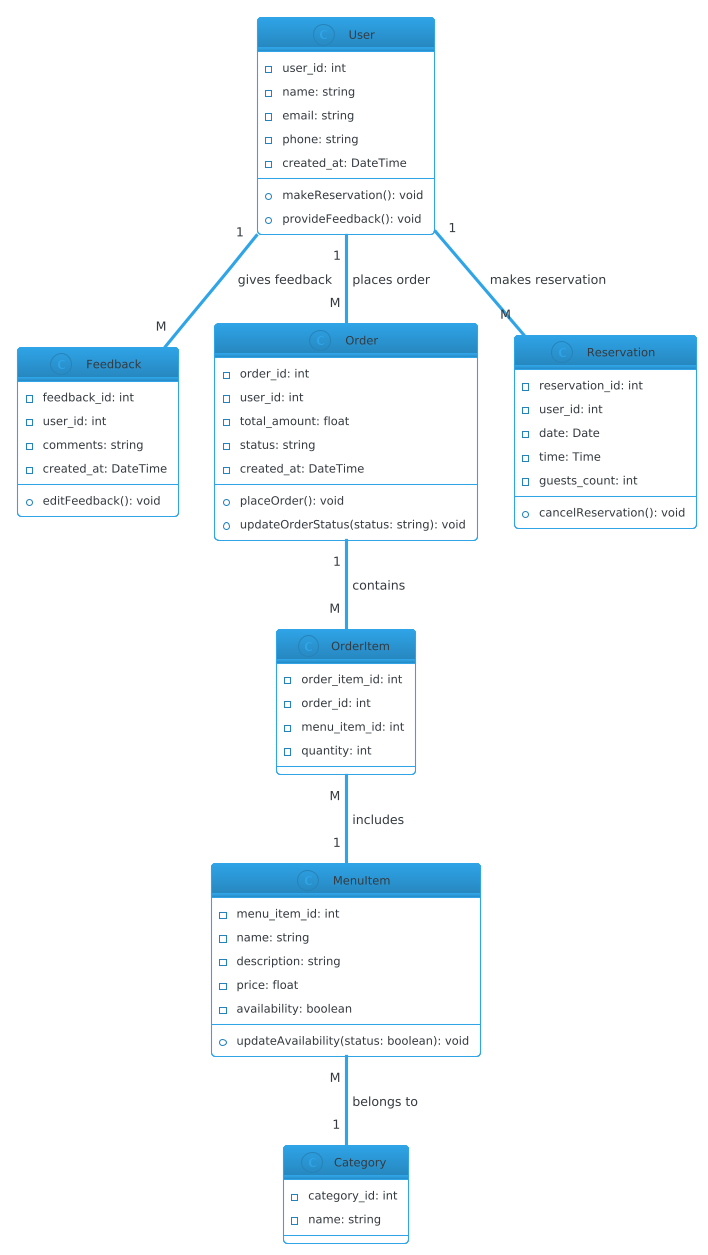 C User
user_id: int
name: string
email: string
phone: string
created_at: DateTime
makeReservation(): void
provideFeedback(): void
1
1
1
gives feedback
places order
makes reservation
M
M
M
C Feedback
feedback_id: int
user_id: int
comments: string
created_at: DateTime
editFeedback(): void
C Order
order_id: int
user_id: int
total_amount: float
status: string
created_at: DateTime
placeOrder(): void
updateOrderStatus(status: string): void
C Reservation
reservation_id: int
user_id: int
date: Date
time: Time
guests_count: int
cancelReservation(): void
1
contains
M
C OrderItem
order_item_id: int
order_id: int
menu_item_id: int
quantity: int
M
includes
1
C MenuItem
menu_item_id: int
name: string
description: string
price: float
availability: boolean
updateAvailability(status: boolean): void
M
belongs to
1
C Category
category_id: int
name: string